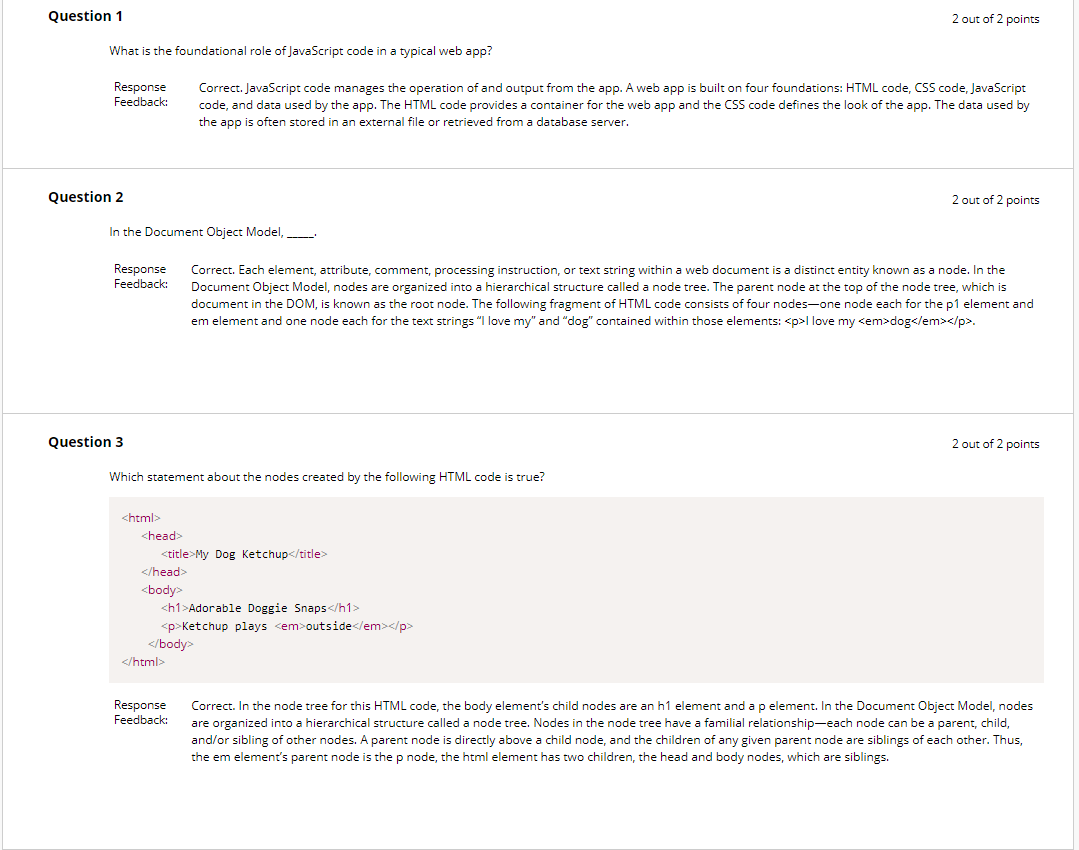 Question 1
2 out of 2 points
What is the foundational role of JavaScript code in a typical web app?
Response
Feedback:
Correct. JavaScript code manages the operation of and output from the app. A web app is built on four foundations: HTML code, CSS code, JavaScript
code, and data used by the app. The HTML code provides a container for the web app and the CSS code defines the look of the app. The data used by
the app is often stored in an external file or retrieved from a database server.
Question 2
2 out of 2 points
In the Document Object Model, _____.
Response
Feedback:
Correct. Each element, attribute, comment, processing instruction, or text string within a web document is a distinct entity known as a node. In the
Document Object Model, nodes are organized into a hierarchical structure called a node tree. The parent node at the top of the node tree, which is
document in the DOM, is known as the root node. The following fragment of HTML code consists of four nodes—one node each for the p1 element and
em element and one node each for the text strings “I love my” and “dog” contained within those elements: <p>I love my <em>dog</em></p>.
Question 3
2 out of 2 points
Which statement about the nodes created by the following HTML code is true?
<html>
<head>
<title>My Dog Ketchup</title>
</head>
<body>
<h1>Adorable Doggie Snaps</h1>
<p>Ketchup plays <em>outside</em></p>
</body>
</html>
Response
Feedback:
Correct. In the node tree for this HTML code, the body element’s child nodes are an h1 element and a p element. In the Document Object Model, nodes
are organized into a hierarchical structure called a node tree. Nodes in the node tree have a familial relationship—each node can be a parent, child,
and/or sibling of other nodes. A parent node is directly above a child node, and the children of any given parent node are siblings of each other. Thus,
the em element’s parent node is the p node, the html element has two children, the head and body nodes, which are siblings.